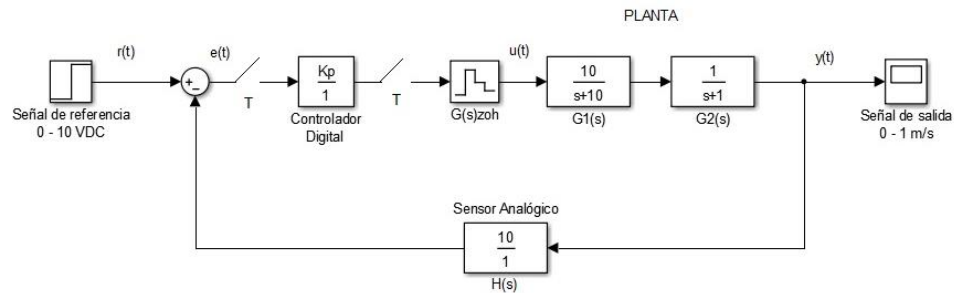 PLANTA
r(t)
e(t)
u(t)
y(t)
+
-
T
Kp
1
T
10
s+10
1
s+1
Señal de referencia
0 - 10 VDC
Controlador
Digital
G(s)zoh
G1(s)
G2(s)
Señal de salida
0 - 1 m/s
Sensor Analógico
10
1
H(s)